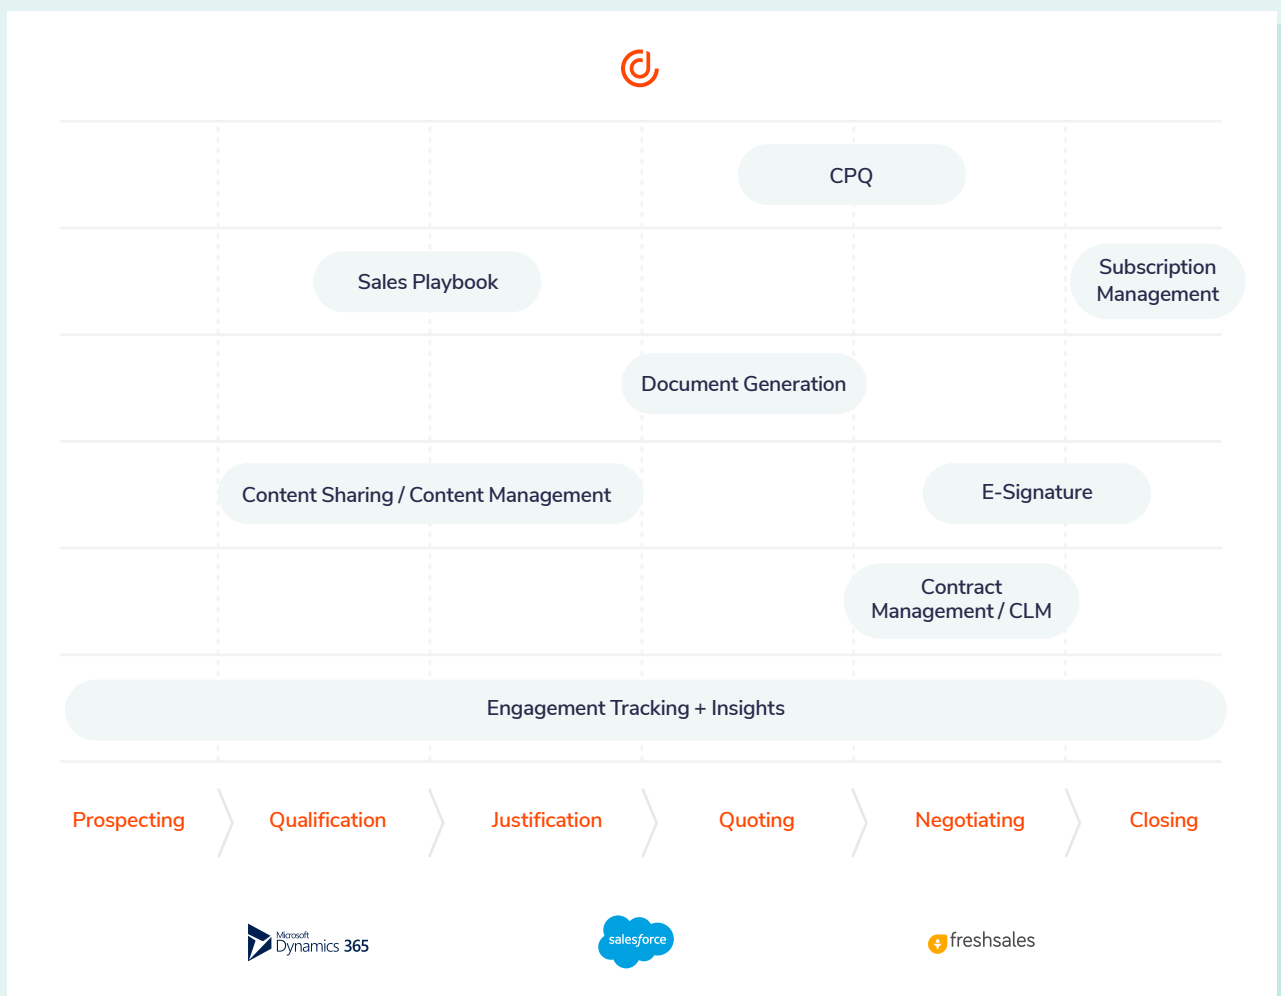 CPQ
Sales Playbook
Subscription
Management
Document Generation
Content Sharing / Content Management
E-Signature
Contract
Management / CLM
Engagement Tracking + Insights
Prospecting
Qualification
Justification
Quoting
Negotiating
Closing
Microsoft
Dynamics 365
salesforce
freshsales